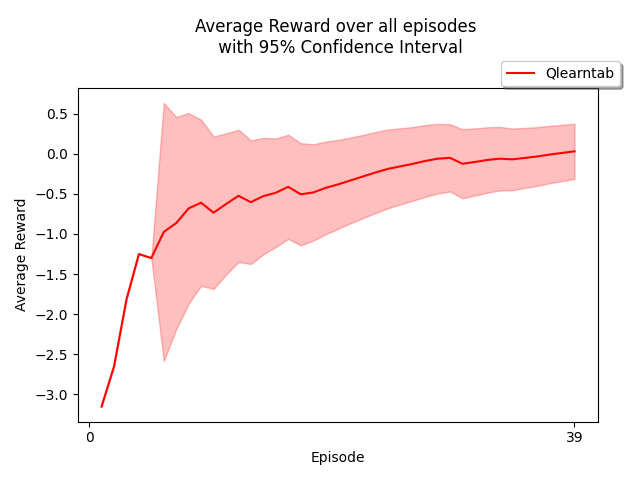 Average Reward over all episodes
with 95% Confidence Interval
Qlearntab
0.5
0.0
−0.5
−1.0
−1.5
−2.0
−2.5
−3.0
Average Reward
0
39
Episode